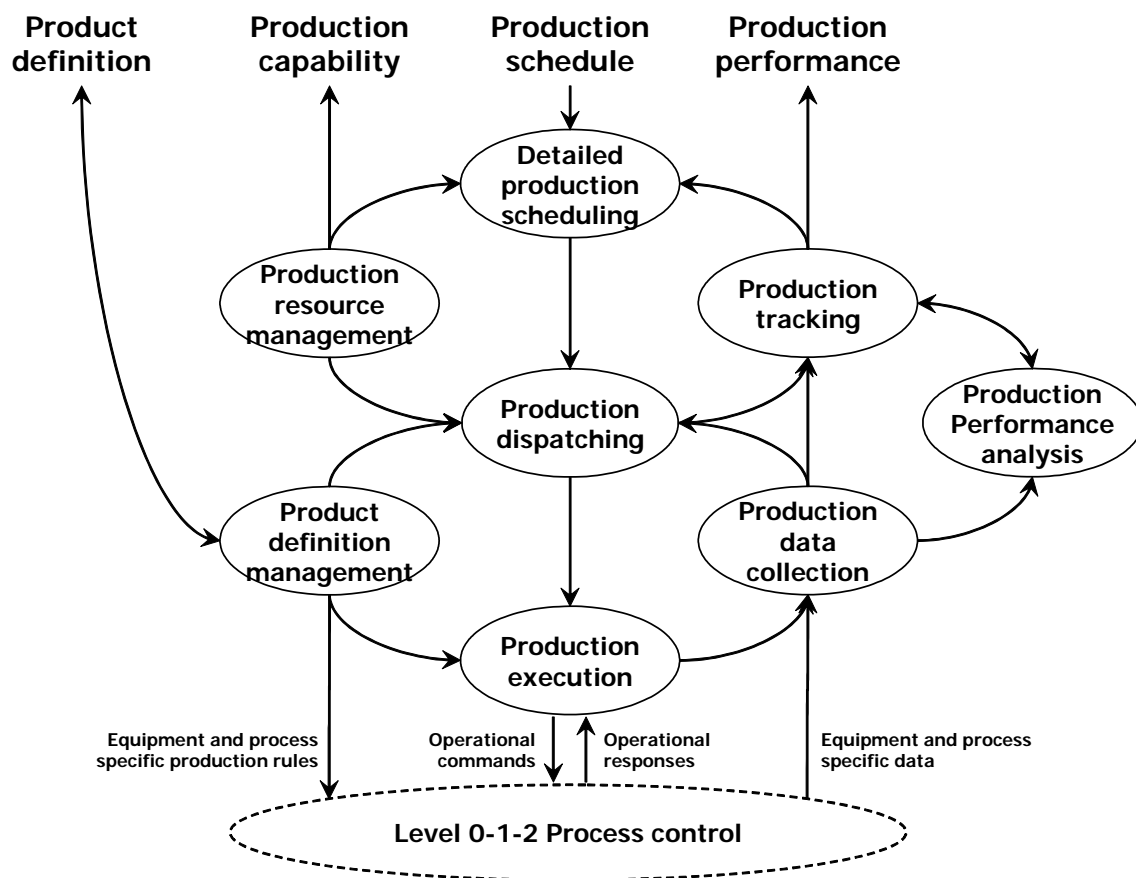 Product
definition
Production
capability
Production
schedule
Production
performance
Detailed
production
scheduling
Production
resource
management
Production
tracking
Production
dispatching
Production
Performance
analysis
Product
definition
management
Production
data
collection
Production
execution
Equipment and process
specific production rules
Operational
commands
Operational
responses
Equipment and process
specific data
Level 0-1-2 Process control